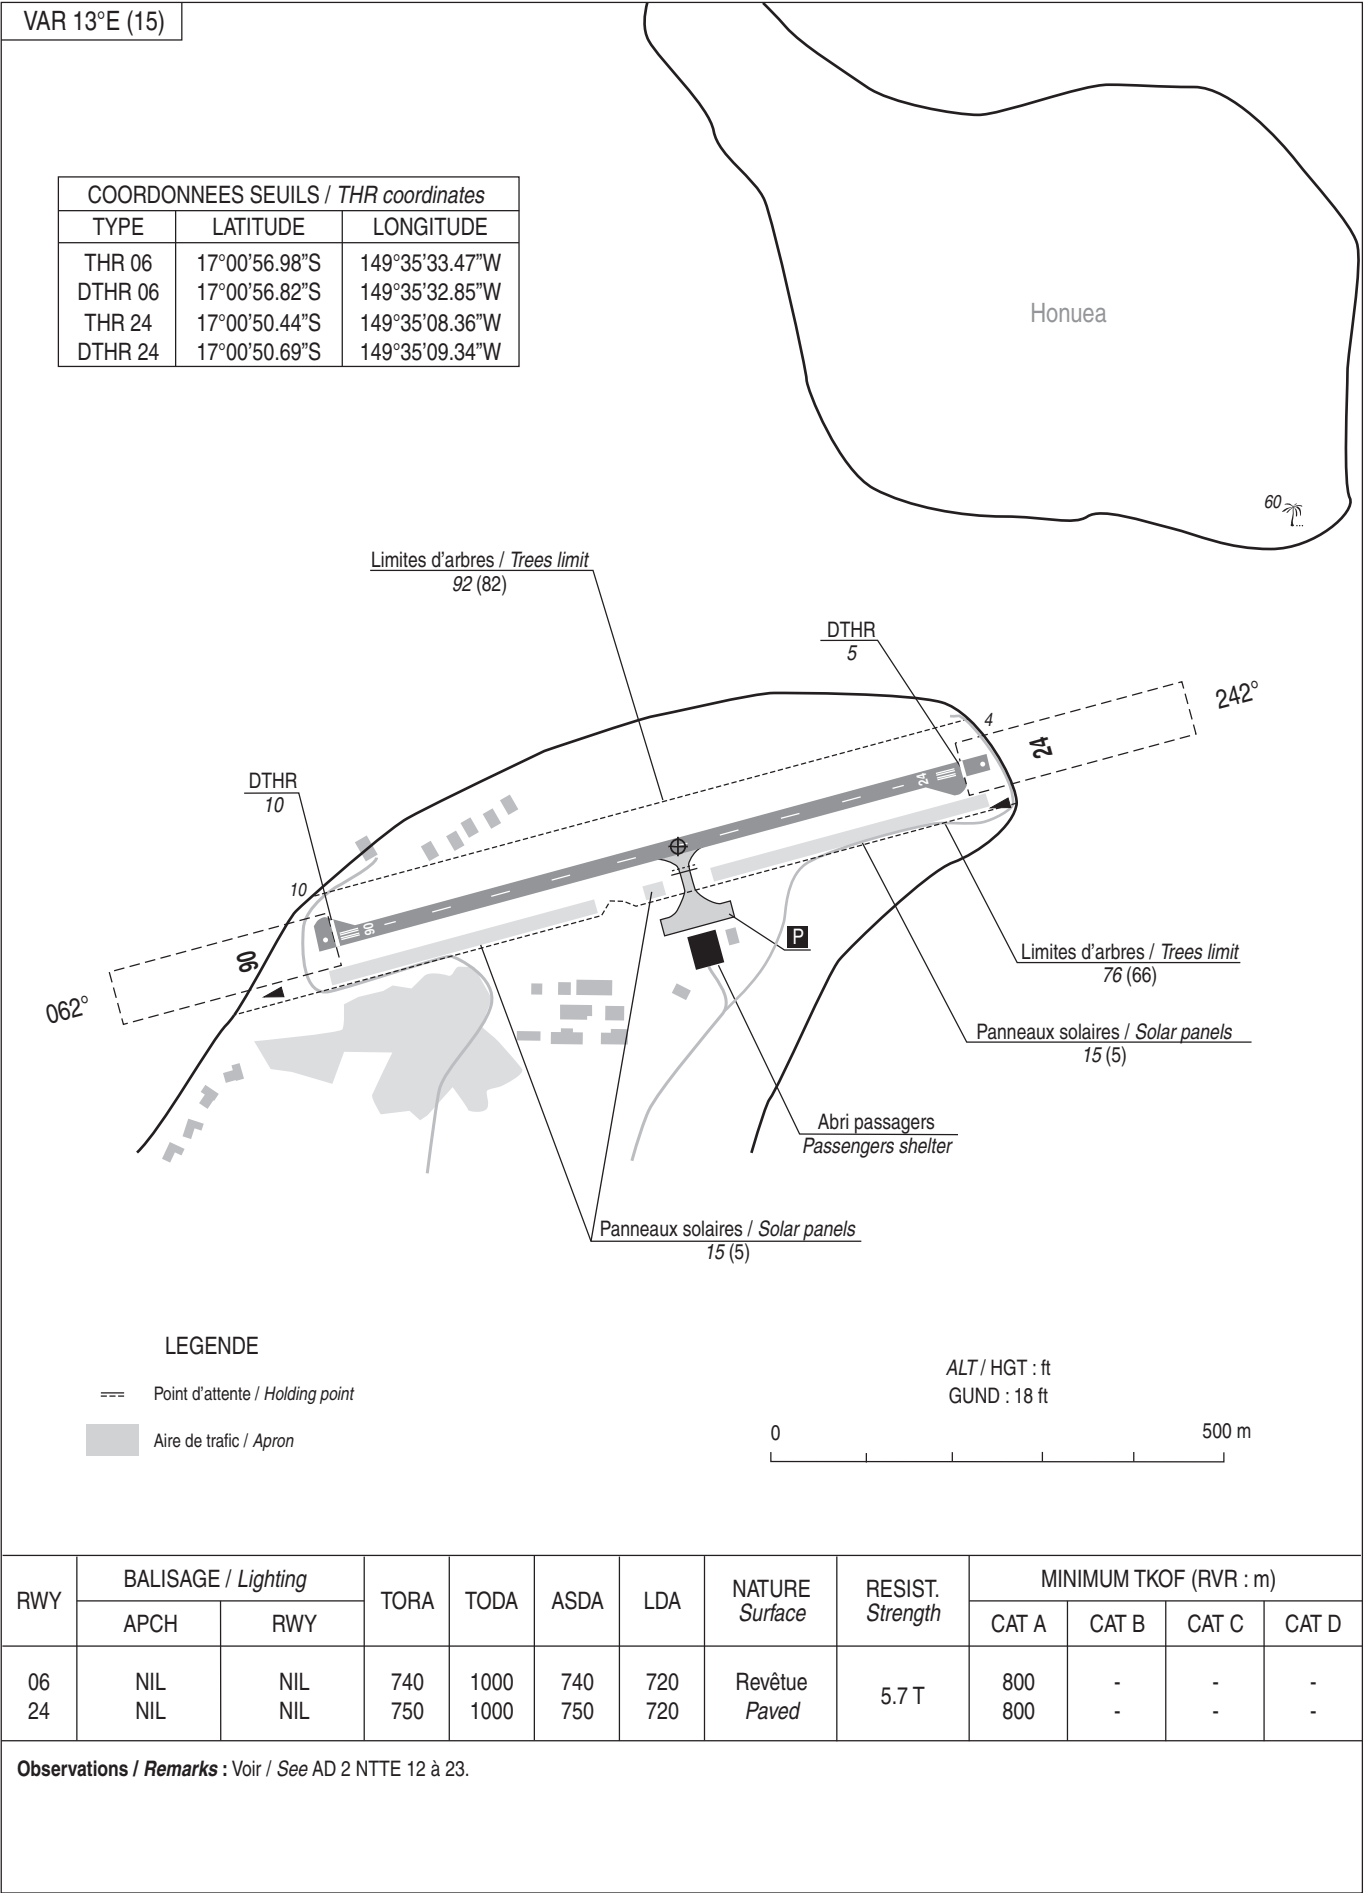 VAR 13°E (15)
COORDONNEES SEUILS / THR coordinates
TYPE LATITUDE LONGITUDE
THR 06 17°00'56.98"S 149°35'33.47"W
DTHR 06 17°00'56.82"S 149°35'32.85"W
THR 24 17°00'50.44"S 149°35'08.36"W
DTHR 24 17°00'50.69"S 149°35'09.34"W
Honuea
60
Limites d'arbres / Trees limit
92 (82)
DTHR
5
242°
4
24
24
DTHR
10
10
06
06
062°
P
Limites d'arbres / Trees limit
76 (66)
Panneaux solaires / Solar panels
15 (5)
Abri passagers
Passengers shelter
Panneaux solaires / Solar panels
15 (5)
LEGENDE
Point d'attente / Holding point
Aire de trafic / Apron
ALT / HGT : ft
GUND : 18 ft
0 500 m
RWY BALISAGE / Lighting TORA TODA ASDA LDA NATURE Surface RESIST. Strength MINIMUM TKOF (RVR : m)
APCH RWY CAT A CAT B CAT C CAT D
06 NIL NIL 740 1000 740 720 Revêtue 5.7 T 800 - - -
24 NIL NIL 750 1000 750 720 Paved 800 - - -
Observations / Remarks : Voir / See AD 2 NTTE 12 à 23.